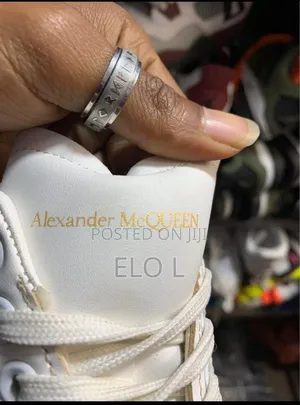 Alexander McQUEEN
POSTED ON JIJI
ELO L